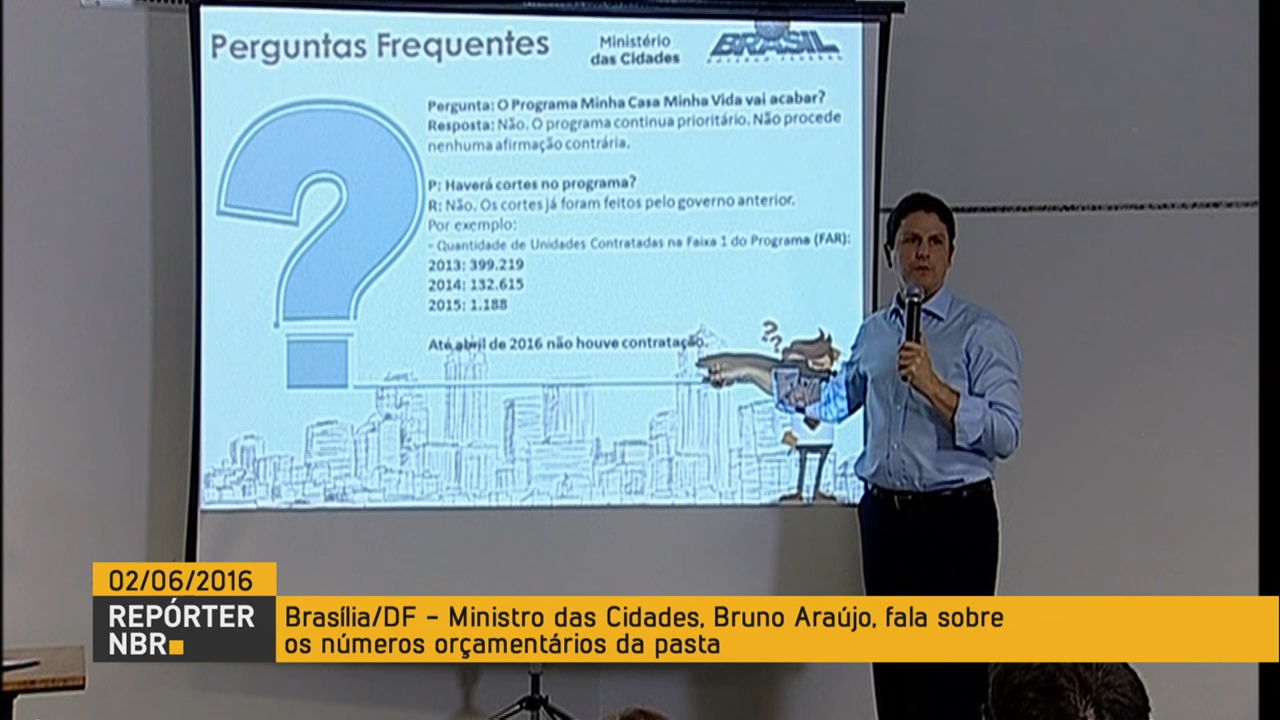 Perguntas Frequentes
Ministério
das Cidades
BRASIL
Pergunta: O Programa Minha Casa Minha Vida vai acabar?
Resposta: Não. O programa continua prioritário. Não procede
nenhuma afirmação contrária.
P: Haverá cortes no programa?
R: Não. Os cortes já foram feitos pelo governo anterior.
Por exemplo:
- Quantidade de Unidades Contratadas na Faixa 1 do Programa (FAR):
2013: 399.219
2014: 132.615
2015: 1.188
Até abril de 2016 não houve contratação.
??
02/06/2016
REPÓRTER
NBR
Brasília/DF – Ministro das Cidades, Bruno Araújo, fala sobre
os números orçamentários da pasta